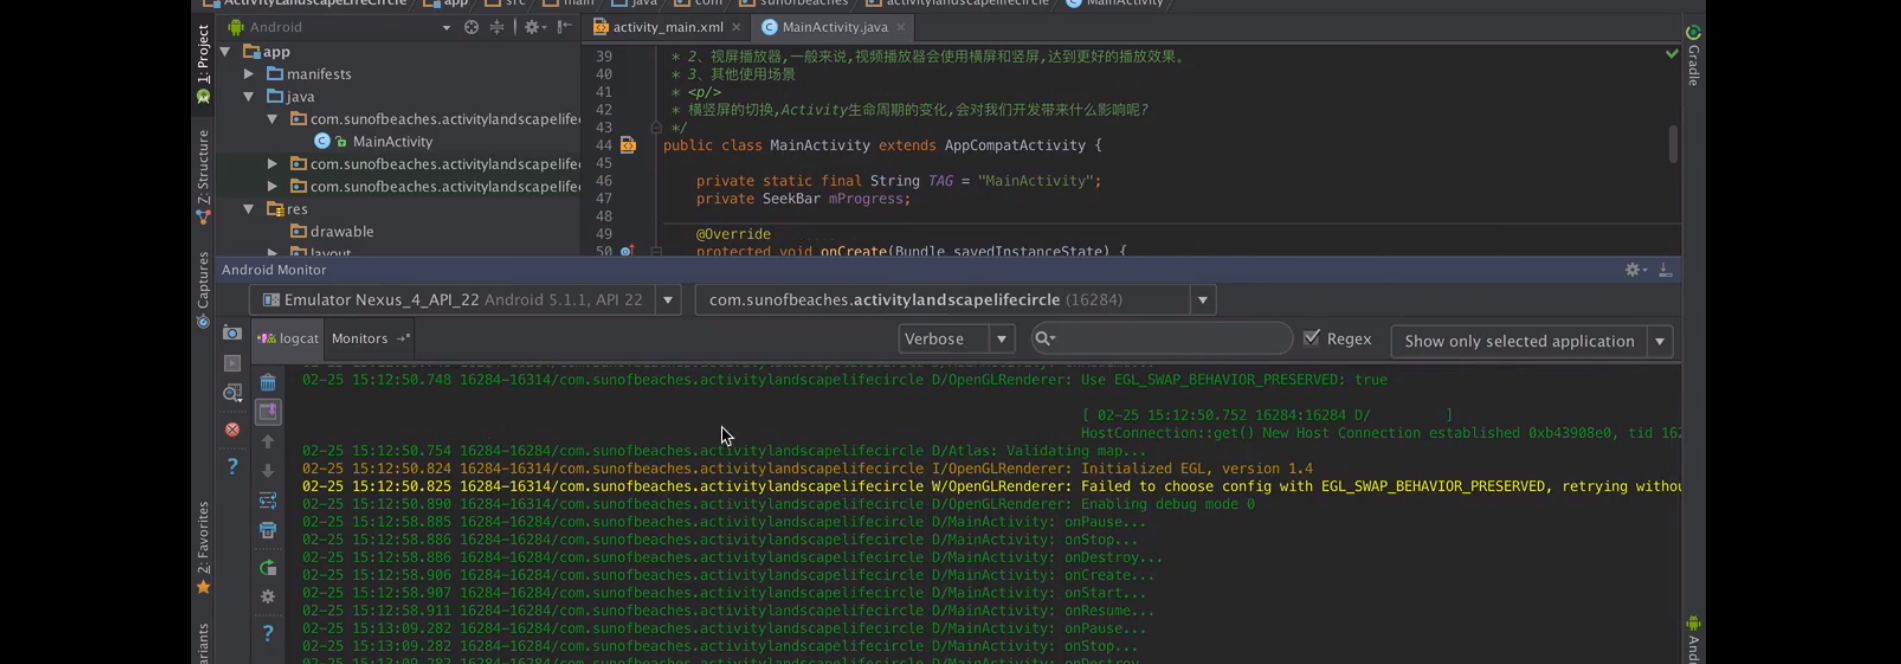 ActivityLandscapeLifeCircle app src main java com sunofbeaches activitylandscapelifecircle MainActivity
Android
activity_main.xml
MainActivity.java
1: Project
app
manifests
java
com.sunofbeaches.activitylandscapelife
MainActivity
com.sunofbeaches.activitylandscapelife
com.sunofbeaches.activitylandscapelife
res
drawable
layout
Z: Structure
Captures
2: Favorites
Gradle
39 * 2、视屏播放器,一般来说,视频播放器会使用横屏和竖屏,达到更好的播放效果。
40 * 3、其他使用场景
41 * <p/>
42 * 横竖屏的切换,Activity生命周期的变化,会对我们开发带来什么影响呢?
43 */
44 public class MainActivity extends AppCompatActivity {
45
46 private static final String TAG = "MainActivity";
47 private SeekBar mProgress;
48
49 @Override
50 protected void onCreate(Bundle savedInstanceState) {
Android Monitor
Emulator Nexus_4_API_22 Android 5.1.1, API 22
com.sunofbeaches.activitylandscapelifecircle (16284)
logcat
Monitors
Verbose
Regex
Show only selected application
02-25 15:12:50.748 16284-16314/com.sunofbeaches.activitylandscapelifecircle D/OpenGLRenderer: Use EGL_SWAP_BEHAVIOR_PRESERVED: true
[ 02-25 15:12:50.752 16284:16284 D/ ]
HostConnection::get() New Host Connection established 0xb43908e0, tid 162
02-25 15:12:50.754 16284-16284/com.sunofbeaches.activitylandscapelifecircle D/Atlas: Validating map...
02-25 15:12:50.824 16284-16314/com.sunofbeaches.activitylandscapelifecircle I/OpenGLRenderer: Initialized EGL, version 1.4
02-25 15:12:50.825 16284-16314/com.sunofbeaches.activitylandscapelifecircle W/OpenGLRenderer: Failed to choose config with EGL_SWAP_BEHAVIOR_PRESERVED, retrying withou
02-25 15:12:50.890 16284-16314/com.sunofbeaches.activitylandscapelifecircle D/OpenGLRenderer: Enabling debug mode 0
02-25 15:12:58.885 16284-16284/com.sunofbeaches.activitylandscapelifecircle D/MainActivity: onPause...
02-25 15:12:58.886 16284-16284/com.sunofbeaches.activitylandscapelifecircle D/MainActivity: onStop...
02-25 15:12:58.886 16284-16284/com.sunofbeaches.activitylandscapelifecircle D/MainActivity: onDestroy...
02-25 15:12:58.906 16284-16284/com.sunofbeaches.activitylandscapelifecircle D/MainActivity: onCreate...
02-25 15:12:58.907 16284-16284/com.sunofbeaches.activitylandscapelifecircle D/MainActivity: onStart...
02-25 15:12:58.911 16284-16284/com.sunofbeaches.activitylandscapelifecircle D/MainActivity: onResume...
02-25 15:13:09.282 16284-16284/com.sunofbeaches.activitylandscapelifecircle D/MainActivity: onPause...
02-25 15:13:09.282 16284-16284/com.sunofbeaches.activitylandscapelifecircle D/MainActivity: onStop...
02-25 15:13:09.282 16284-16284/com.sunofbeaches.activitylandscapelifecircle D/MainActivity: onDestroy